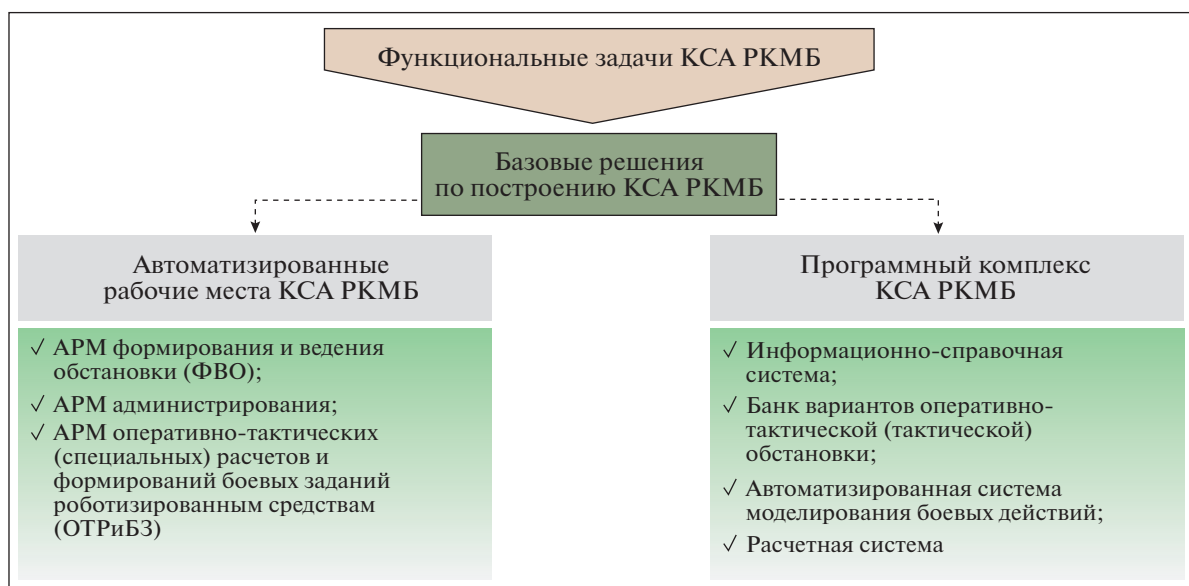 Функциональные задачи КСА РКМБ
Базовые решения
по построению КСА РКМБ
Автоматизированные
рабочие места КСА РКМБ
√ АРМ формирования и ведения
обстановки (ФВО);
√ АРМ администрирования;
√ АРМ оперативно-тактических
(специальных) расчетов и
формирований боевых заданий
роботизированным средствам
(ОТРиБЗ)
Программный комплекс
КСА РКМБ
√ Информационно-справочная
система;
√ Банк вариантов оперативно-
тактической (тактической)
обстановки;
√ Автоматизированная система
моделирования боевых действий;
√ Расчетная система